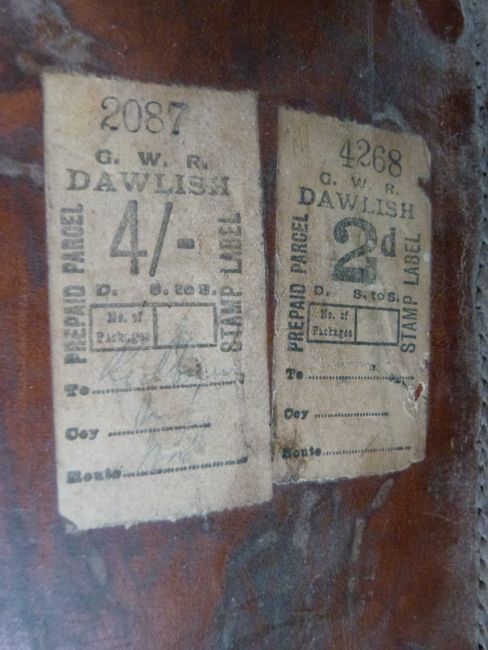 2087
G. W. R.
DAWLISH
4/-
PREPAID PARCEL
STAMP LABEL
D. S. to S.
No. of
Packages
To
Coy
Route
4268
G. W. R.
DAWLISH
2d
PREPAID PARCEL
STAMP LABEL
D. S. to S.
No. of
Packages
To
Coy
Route